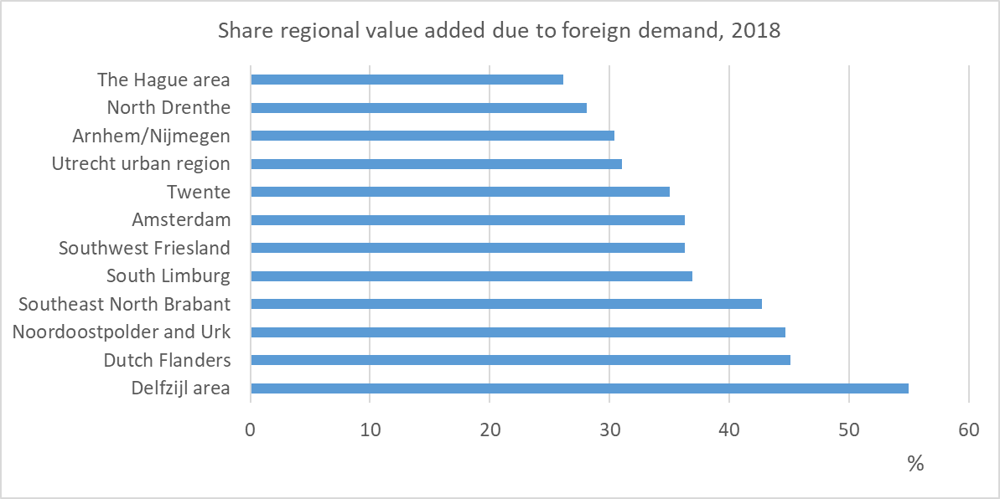 Share regional value added due to foreign demand, 2018
The Hague area
North Drenthe
Arnhem/Nijmegen
Utrecht urban region
Twente
Amsterdam
Southwest Friesland
South Limburg
Southeast North Brabant
Noordoostpolder and Urk
Dutch Flanders
Delfzijl area
0 10 20 30 40 50 60
%